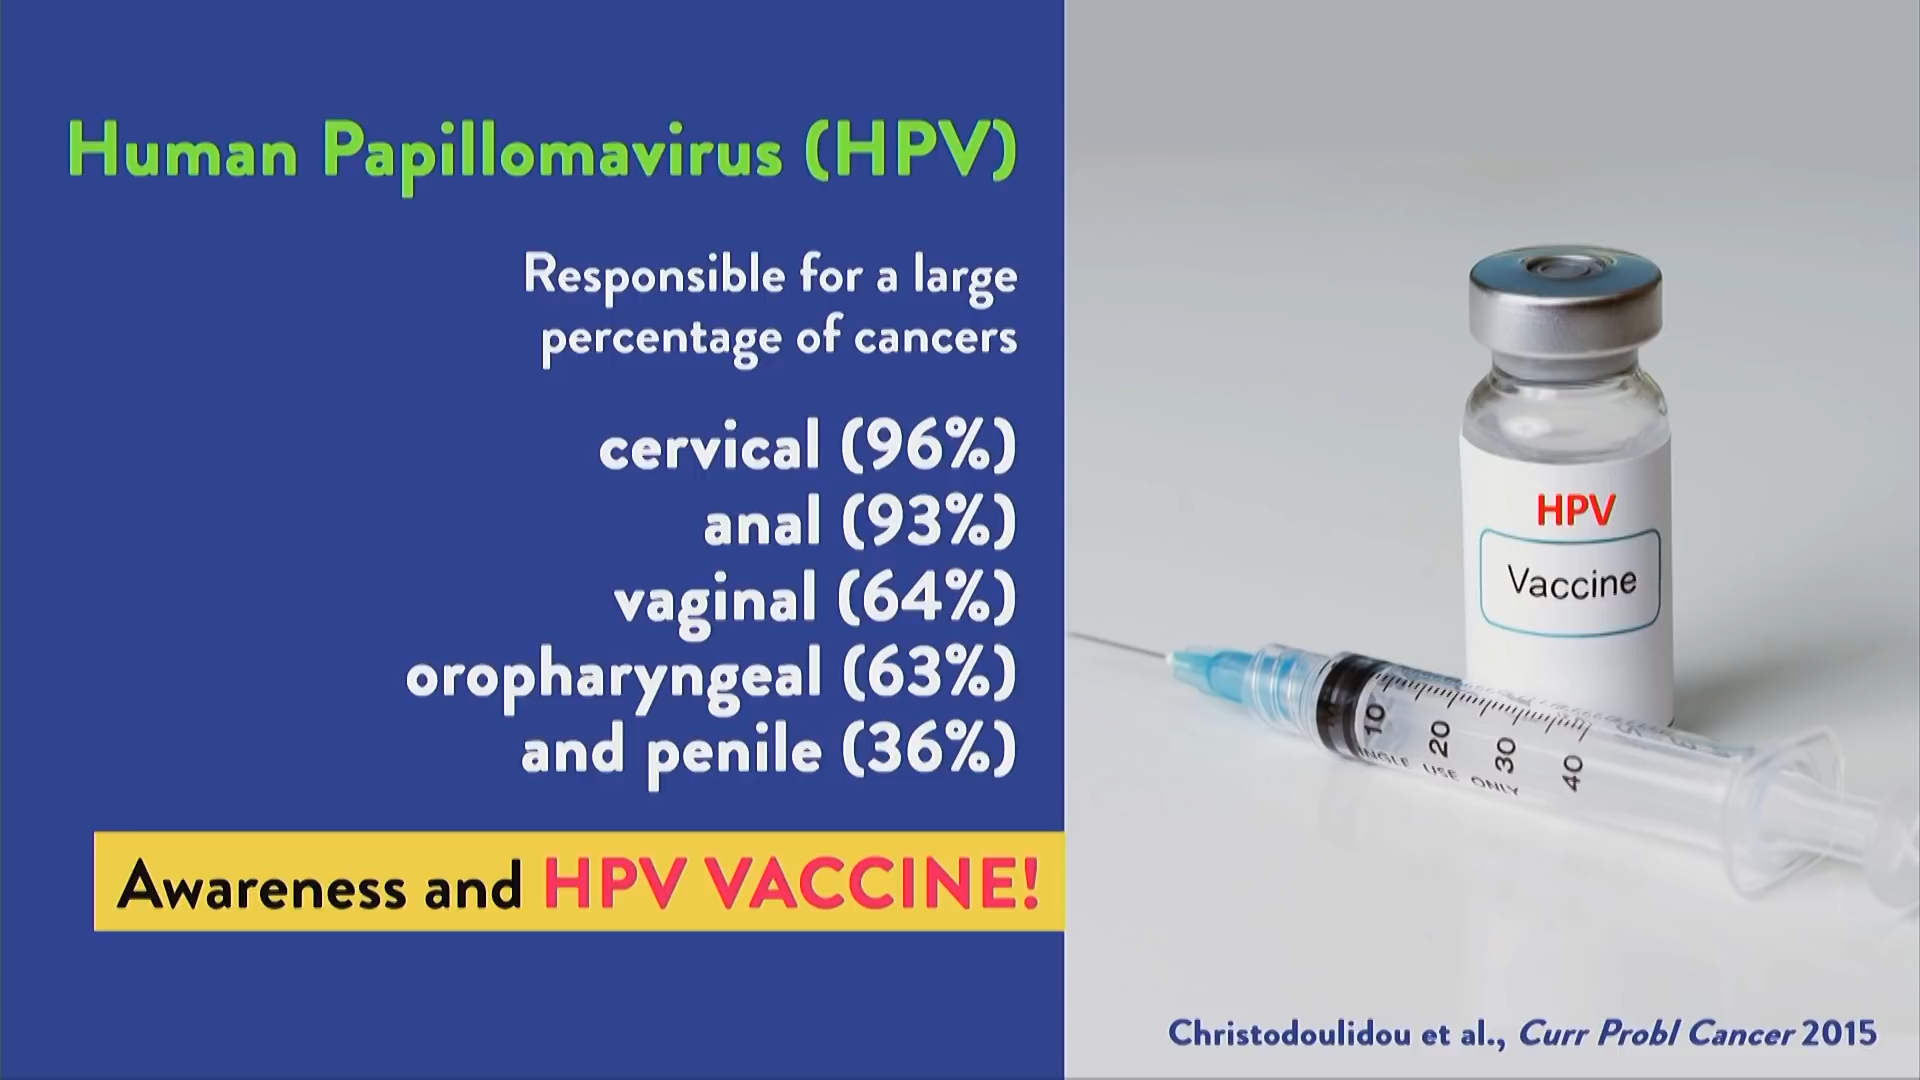 Human Papillomavirus (HPV)
Responsible for a large
percentage of cancers
cervical (96%)
anal (93%)
vaginal (64%)
oropharyngeal (63%)
and penile (36%)
Awareness and HPV VACCINE!
HPV
Vaccine
10 20 30 40
USE ONLY
Christodoulidou et al., Curr Probl Cancer 2015